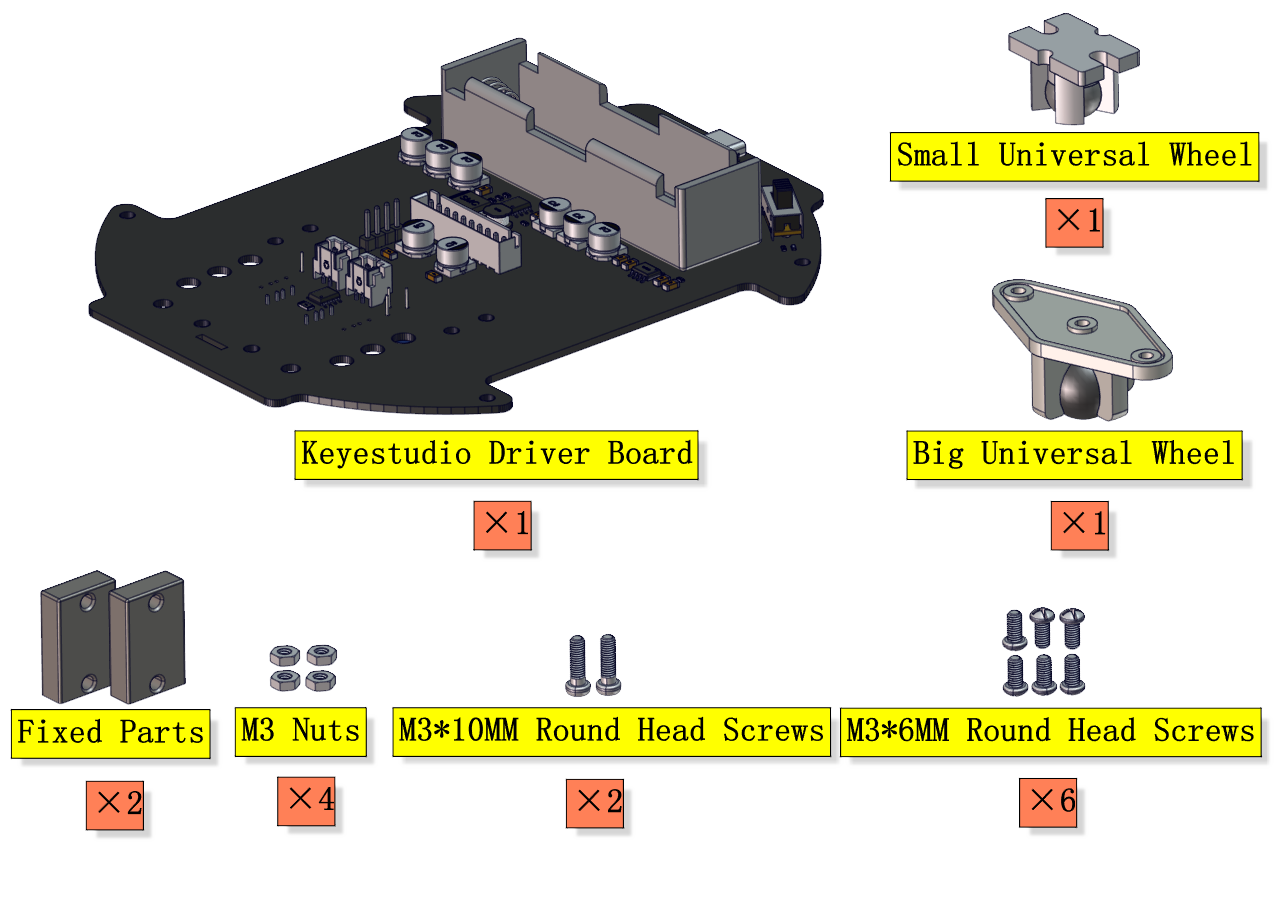 Small Universal Wheel
×1
Keyestudio Driver Board
×1
Big Universal Wheel
×1
Fixed Parts
×2
M3 Nuts
×4
M3*10MM Round Head Screws
×2
M3*6MM Round Head Screws
×6